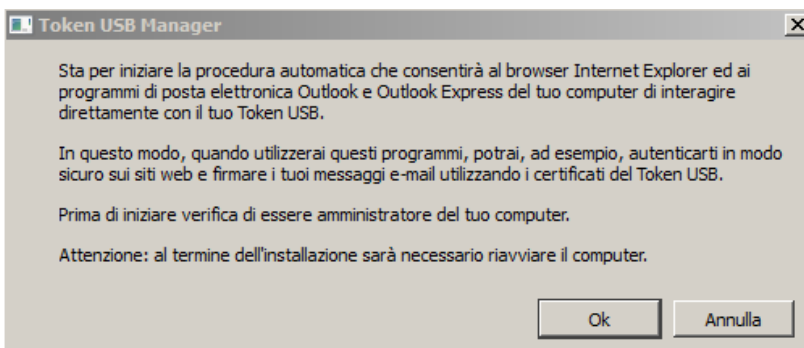 Token USB Manager
Sta per iniziare la procedura automatica che consentirà al browser Internet Explorer ed ai
programmi di posta elettronica Outlook e Outlook Express del tuo computer di interagire
direttamente con il tuo Token USB.
In questo modo, quando utilizzerai questi programmi, potrai, ad esempio, autenticarti in modo
sicuro sui siti web e firmare i tuoi messaggi e-mail utilizzando i certificati del Token USB.
Prima di iniziare verifica di essere amministratore del tuo computer.
Attenzione: al termine dell'installazione sarà necessario riavviare il computer.
Ok Annulla